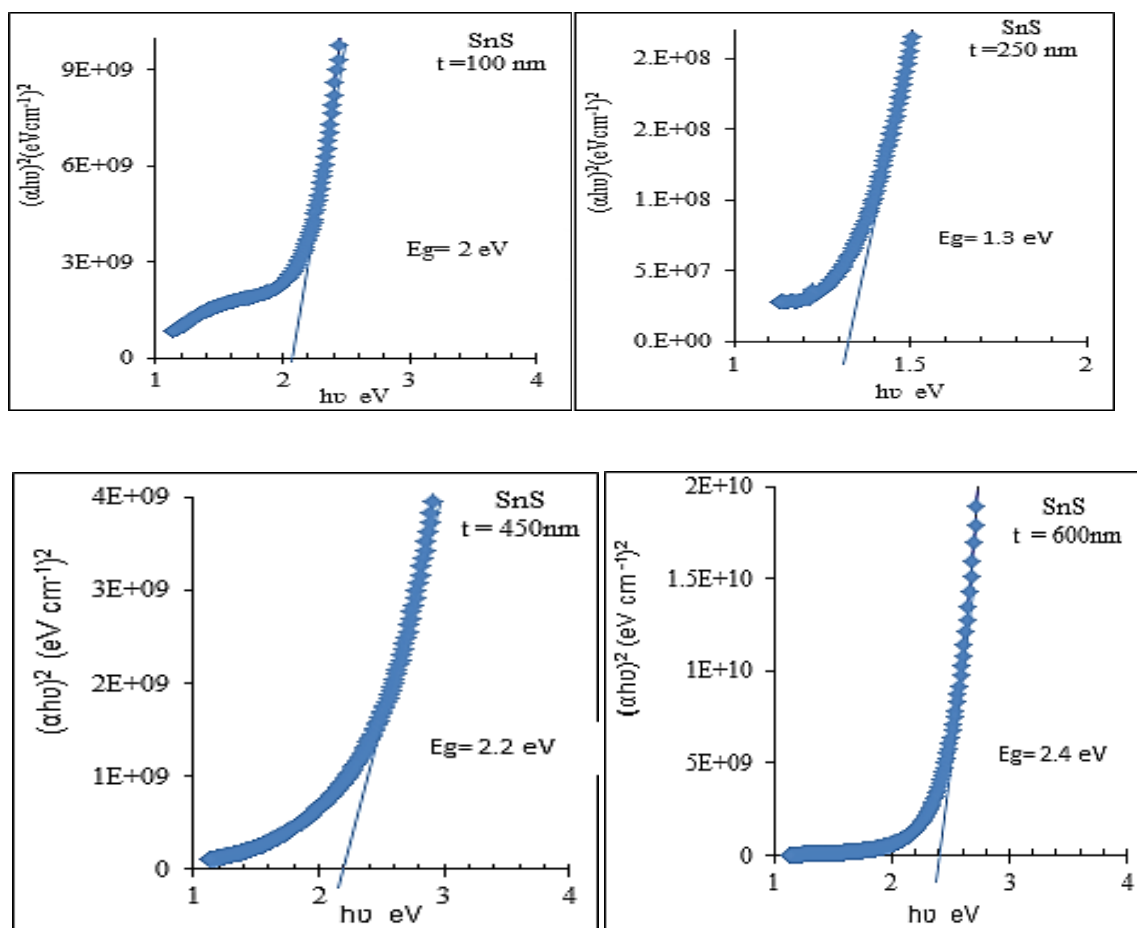 SnS
t =100 nm
(αhυ)²(eVcm⁻¹)²
9E+09
6E+09
3E+09
0
Eg= 2 eV
1 2 3 4
hυ eV
SnS
t =250 nm
(αhυ)²(eVcm⁻¹)²
2.E+08
2.E+08
1.E+08
5.E+07
0.E+00
Eg= 1.3 eV
1 1.5 2
hυ eV
SnS
t = 450nm
(αhυ)² (eV cm⁻¹)²
4E+09
3E+09
2E+09
1E+09
0
Eg= 2.2 eV
1 2 3 4
hυ eV
SnS
t = 600nm
(αhυ)² (eV cm⁻¹)²
2E+10
1.5E+10
1E+10
5E+09
0
Eg= 2.4 eV
1 2 3 4
hυ eV